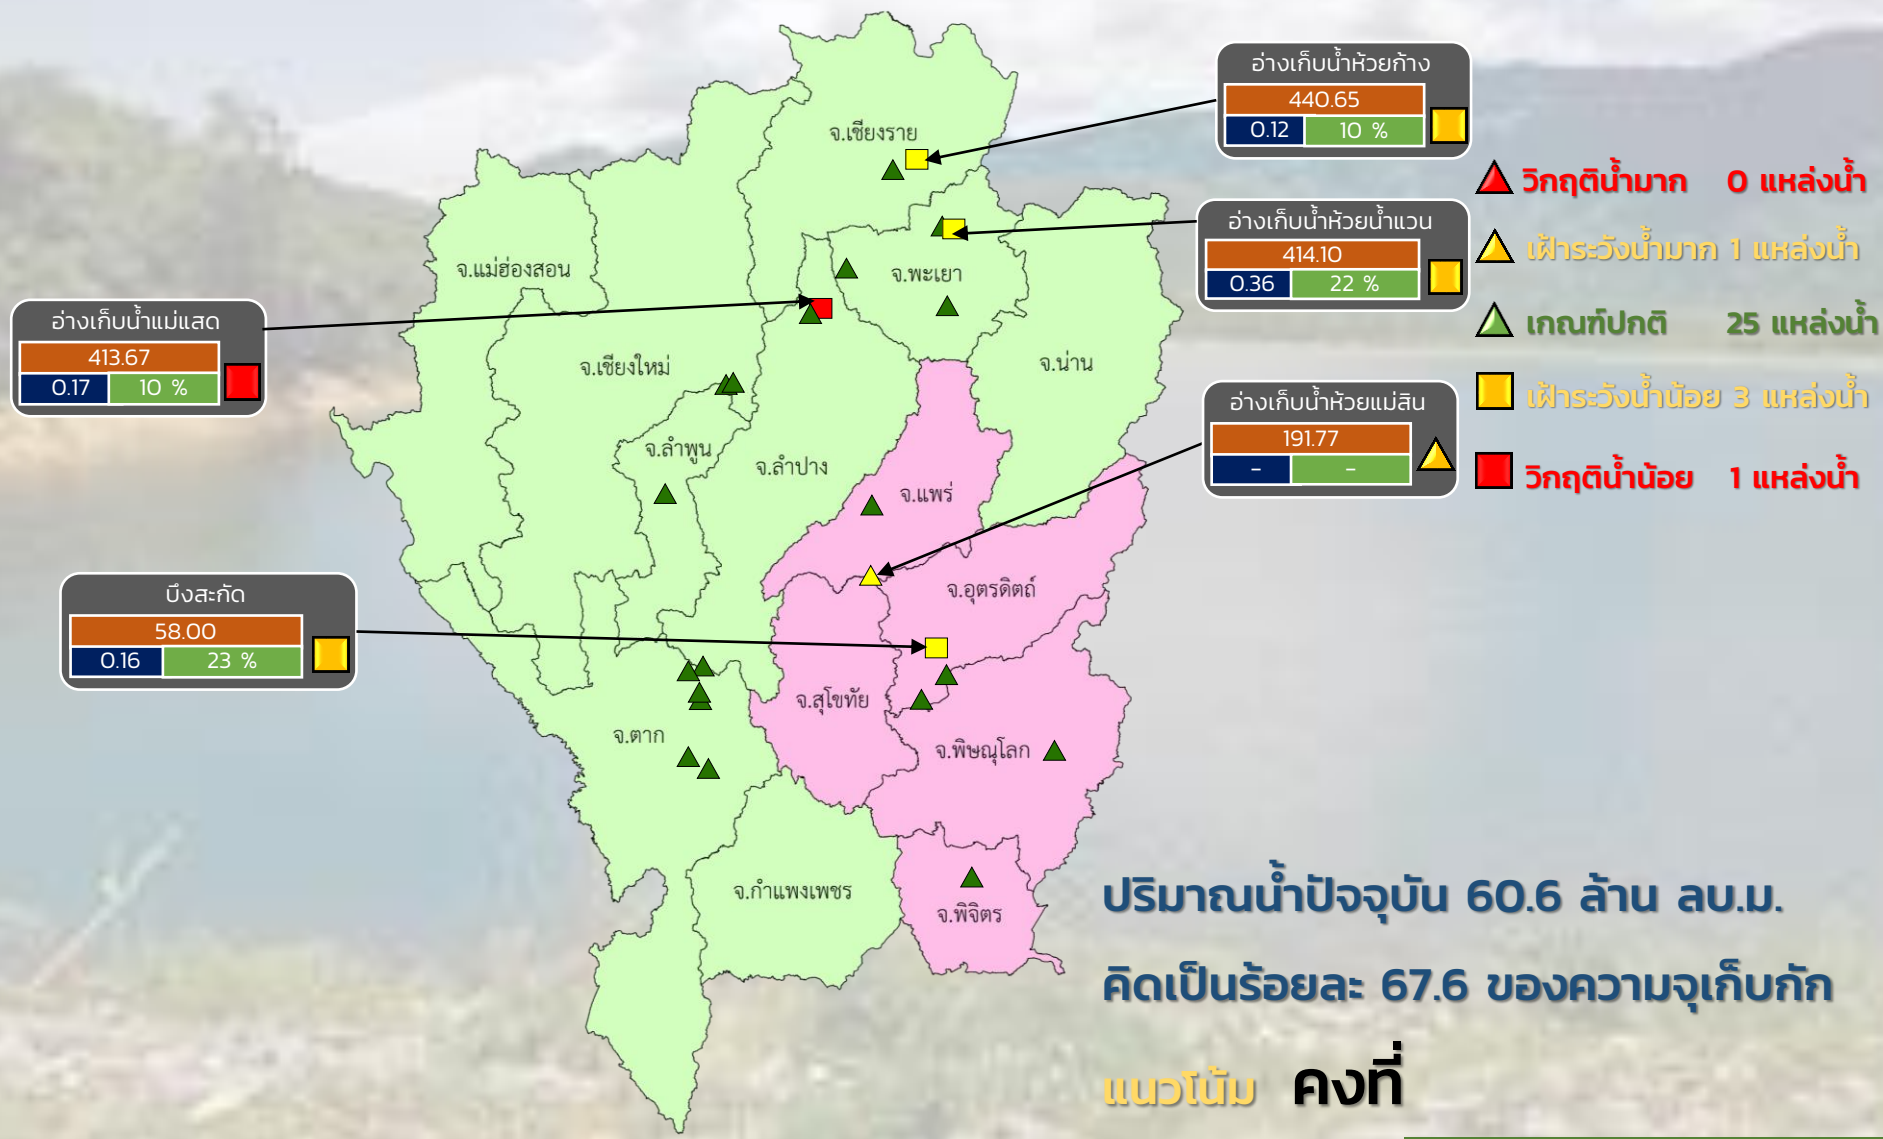 อ่างเก็บน้ำห้วยก้าง
440.65
0.12 10 %
อ่างเก็บน้ำห้วยน้ำแวน
414.10
0.36 22 %
อ่างเก็บน้ำแม่แสด
413.67
0.17 10 %
อ่างเก็บน้ำห้วยแม่สิน
191.77
- -
บึงสะกัด
58.00
0.16 23 %
วิกฤติน้ำมาก 0 แหล่งน้ำ
เฝ้าระวังน้ำมาก 1 แหล่งน้ำ
เกณฑ์ปกติ 25 แหล่งน้ำ
เฝ้าระวังน้ำน้อย 3 แหล่งน้ำ
วิกฤติน้ำน้อย 1 แหล่งน้ำ
จ.เชียงราย
จ.แม่ฮ่องสอน
จ.พะเยา
จ.เชียงใหม่
จ.น่าน
จ.ลำพูน
จ.ลำปาง
จ.แพร่
จ.อุตรดิตถ์
จ.สุโขทัย
จ.ตาก
จ.พิษณุโลก
จ.กำแพงเพชร
จ.พิจิตร
ปริมาณน้ำปัจจุบัน 60.6 ล้าน ลบ.ม.
คิดเป็นร้อยละ 67.6 ของความจุเก็บกัก
แนวโน้ม คงที่